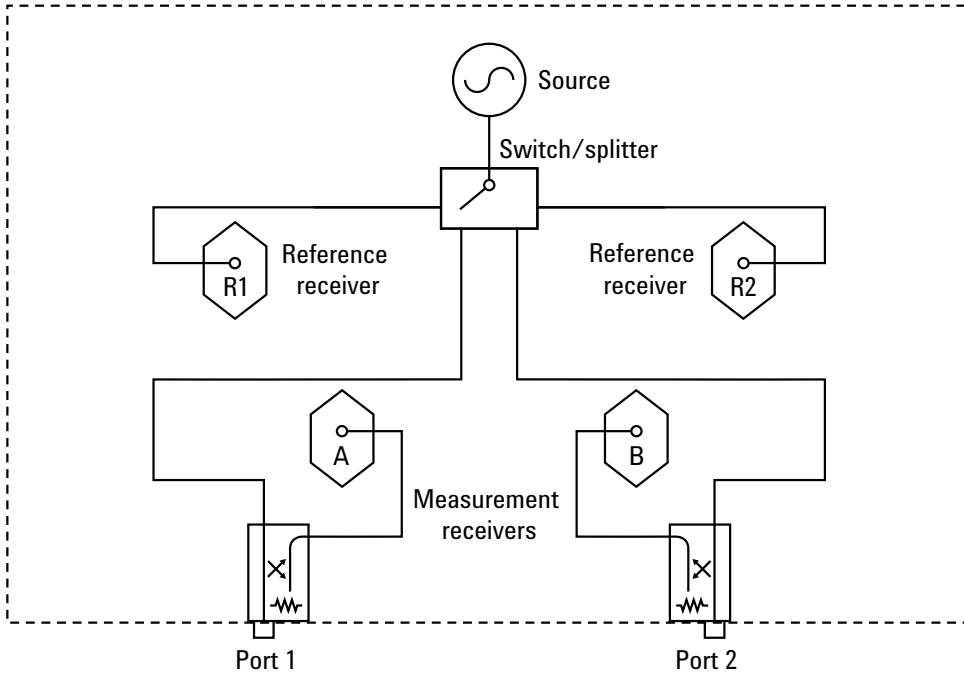 Source
Switch/splitter
Reference
receiver
R1
Reference
receiver
R2
A
B
Measurement
receivers
Port 1
Port 2